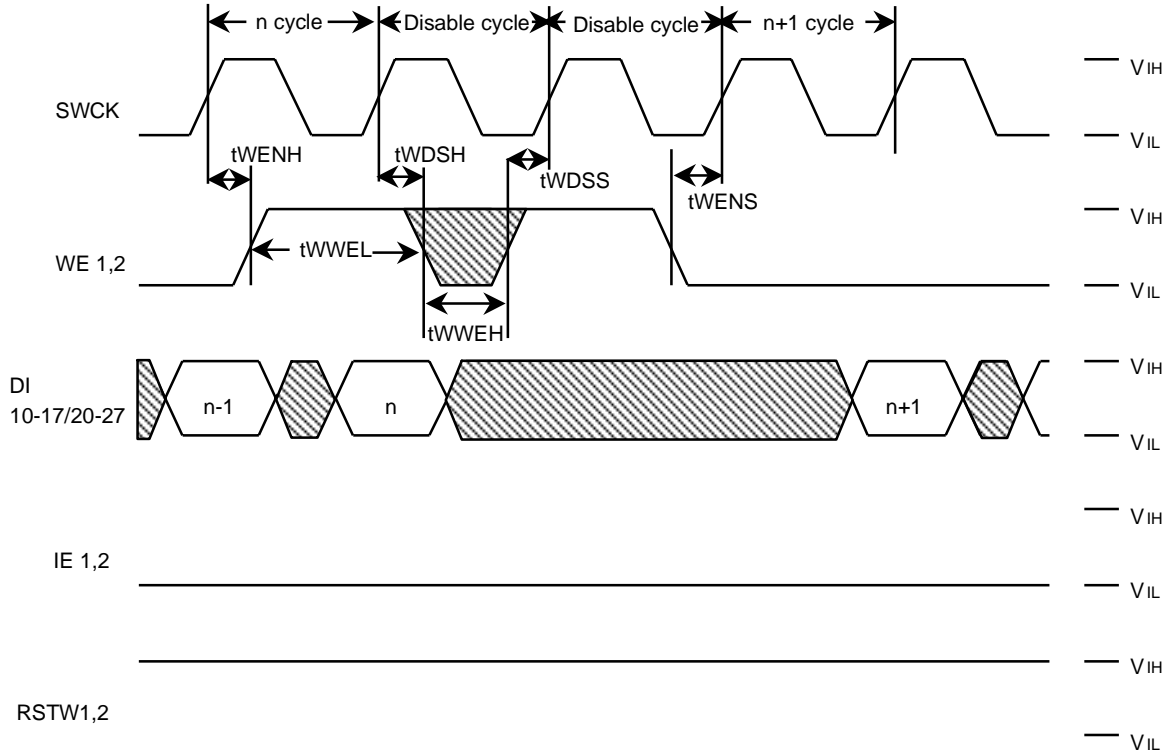 n cycle Disable cycle Disable cycle n+1 cycle
VIH
SWCK
VIL
tWENH tWDSH tWDSS tWENS
VIH
tWWEL
WE 1,2
VIL
tWWEH
VIH
DI
10-17/20-27
n-1 n n+1
VIL
VIH
IE 1,2
VIL
VIH
RSTW1,2
VIL